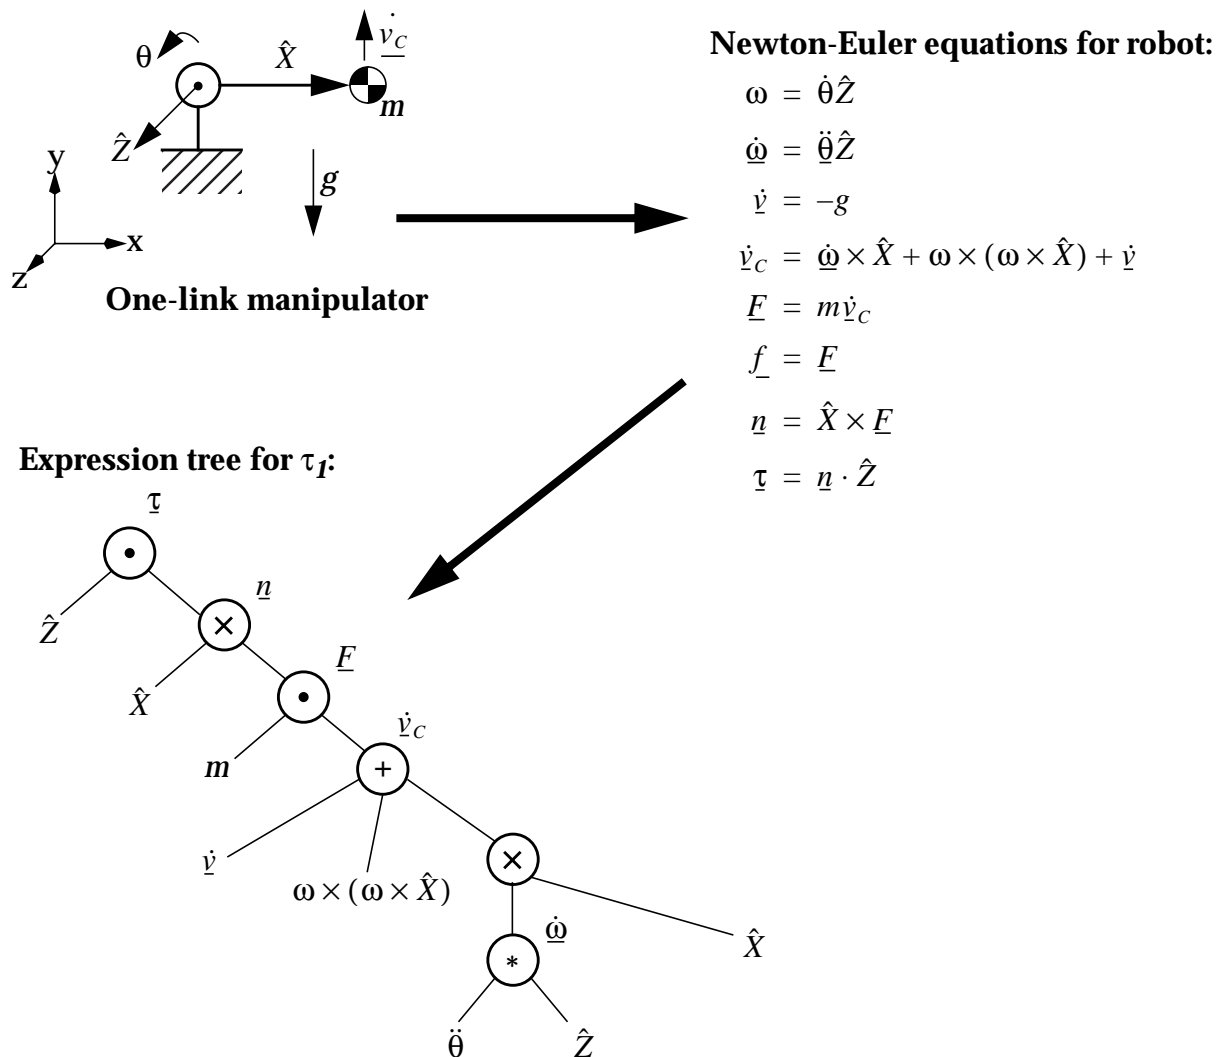 θ
X̂
v̲̇_C
m
Ẑ
g
y
x
z
One-link manipulator
Newton-Euler equations for robot:
ω = θ̇Ẑ
ω̲̇ = θ̲̈Ẑ
v̲̇ = –g
v̲̇_C = ω̲̇ × X̂ + ω × (ω × X̂) + v̲̇
F̲ = mv̲̇_C
f̲ = F̲
n̲ = X̂ × F̲
τ̲ = n̲ · Ẑ
Expression tree for τ₁:
τ̲
•
Ẑ
n̲
×
X̂
F̲
•
m
v̲̇_C
+
v̲̇
ω × (ω × X̂)
×
X̂
ω̲̇
*
θ̈
Ẑ